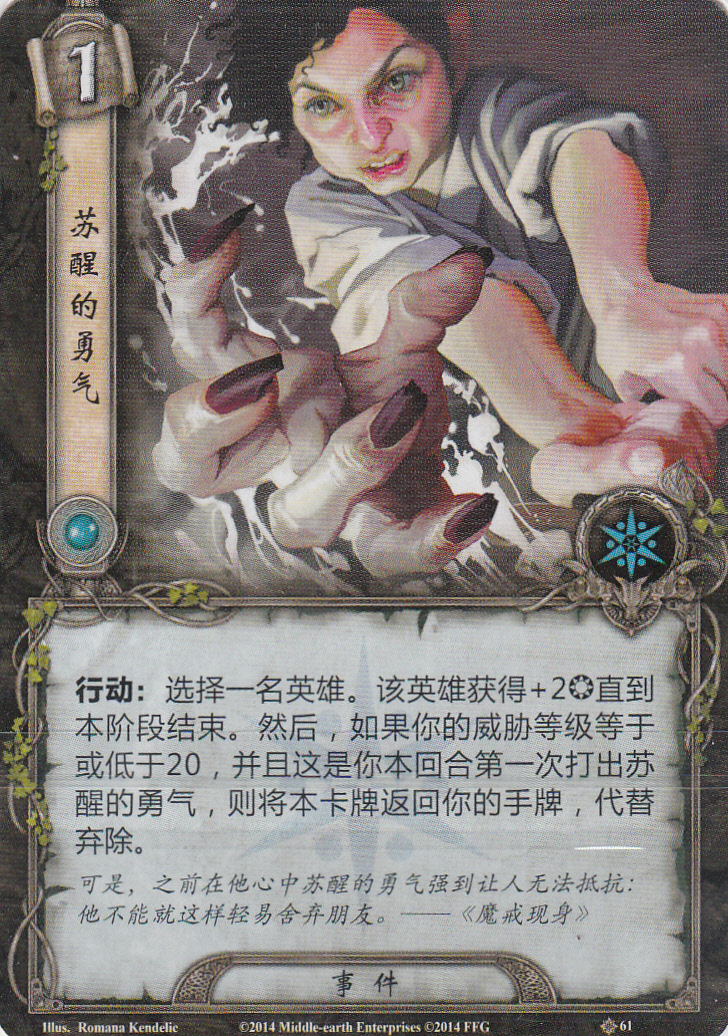 1
苏醒的勇气
行动：选择一名英雄。该英雄获得+2直到
本阶段结束。然后，如果你的威胁等级等于
或低于20，并且这是你本回合第一次打出苏
醒的勇气，则将本卡牌返回你的手牌，代替
弃除。
可是，之前在他心中苏醒的勇气强到让人无法抵抗：
他不能就这样轻易舍弃朋友。——《魔戒现身》
事件
Illus. Romana Kendelic ©2014 Middle-earth Enterprises ©2014 FFG 61